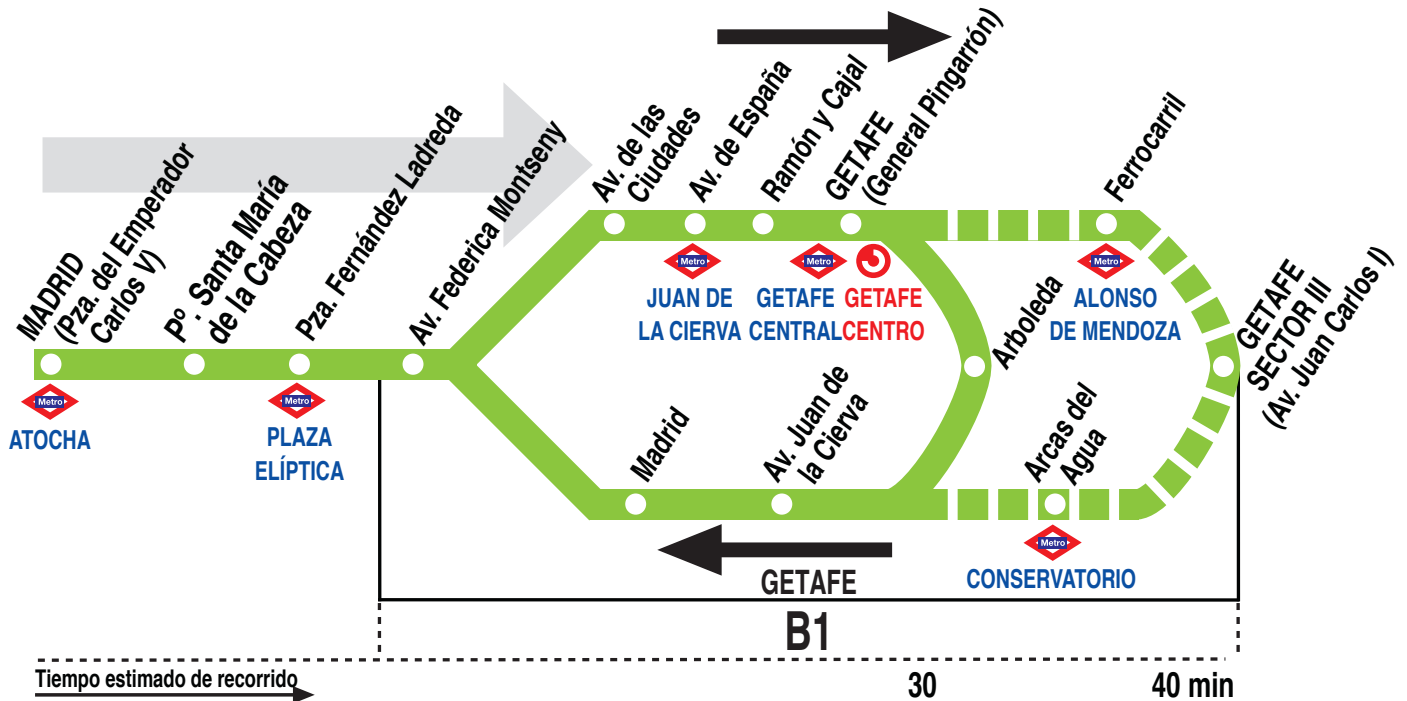 MADRID
(Pza. del Emperador
Carlos V)
Pº. Santa María
de la Cabeza
Pza. Fernández Ladreda
Av. Federica Montseny
Av. de las
Ciudades
Av. de España
Ramón y Cajal
GETAFE
(General Pingarrón)
Ferrocarril
Metro
JUAN DE
LA CIERVA
Metro
GETAFE
CENTRAL
GETAFE
CENTRO
Metro
ALONSO
DE MENDOZA
Arboleda
GETAFE
SECTOR III
(Av. Juan Carlos I)
Metro
ATOCHA
Metro
PLAZA
ELÍPTICA
Madrid
Av. Juan de
la Cierva
Arcas del
Agua
Metro
CONSERVATORIO
GETAFE
B1
Tiempo estimado de recorrido
30
40 min